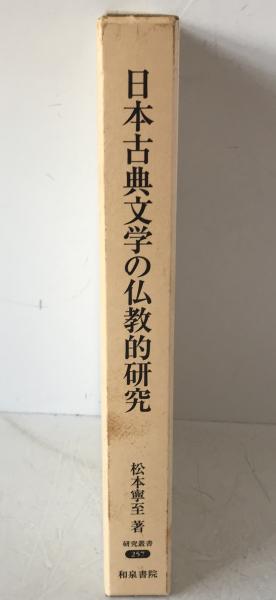 日本古典文学の仏教的研究
松本寧至 著
研究叢書
257
和泉書院